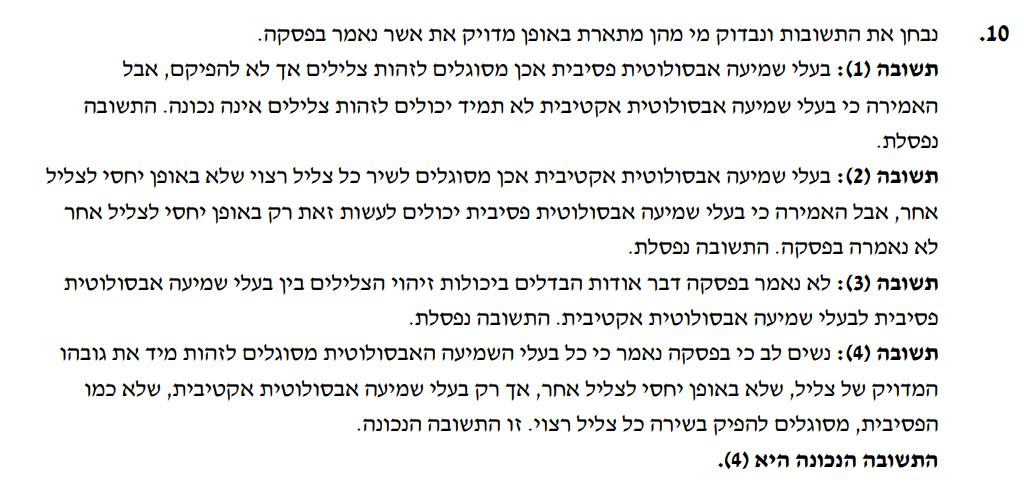 10. נבחן את התשובות ונבדוק מי מהן מתארת באופן מדויק את אשר נאמר בפסקה.
תשובה (1): בעלי שמיעה אבסולוטית פסיבית אכן מסוגלים לזהות צלילים אך לא להפיקם, אבל
האמירה כי בעלי שמיעה אבסולוטית אקטיבית לא תמיד יכולים לזהות צלילים אינה נכונה. התשובה
נפסלת.
תשובה (2): בעלי שמיעה אבסולוטית אקטיבית אכן מסוגלים לשיר כל צליל רצוי שלא באופן יחסי לצליל
אחר, אבל האמירה כי בעלי שמיעה אבסולוטית פסיבית יכולים לעשות זאת רק באופן יחסי לצליל אחר
לא נאמרה בפסקה. התשובה נפסלת.
תשובה (3): לא נאמר בפסקה דבר אודות הבדלים ביכולות זיהוי הצלילים בין בעלי שמיעה אבסולוטית
פסיבית לבעלי שמיעה אבסולוטית אקטיבית. התשובה נפסלת.
תשובה (4): נשים לב כי בפסקה נאמר כי כל בעלי השמיעה האבסולוטית מסוגלים לזהות מיד את גובהו
המדויק של צליל, שלא באופן יחסי לצליל אחר, אך רק בעלי שמיעה אבסולוטית אקטיבית, שלא כמו
הפסיבית, מסוגלים להפיק בשירה כל צליל רצוי. זו התשובה הנכונה.
התשובה הנכונה היא (4).